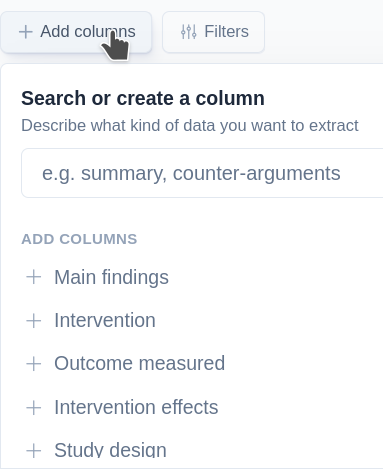 Add columns
Filters
Search or create a column
Describe what kind of data you want to extract
e.g. summary, counter-arguments
ADD COLUMNS
Main findings
Intervention
Outcome measured
Intervention effects
Study design